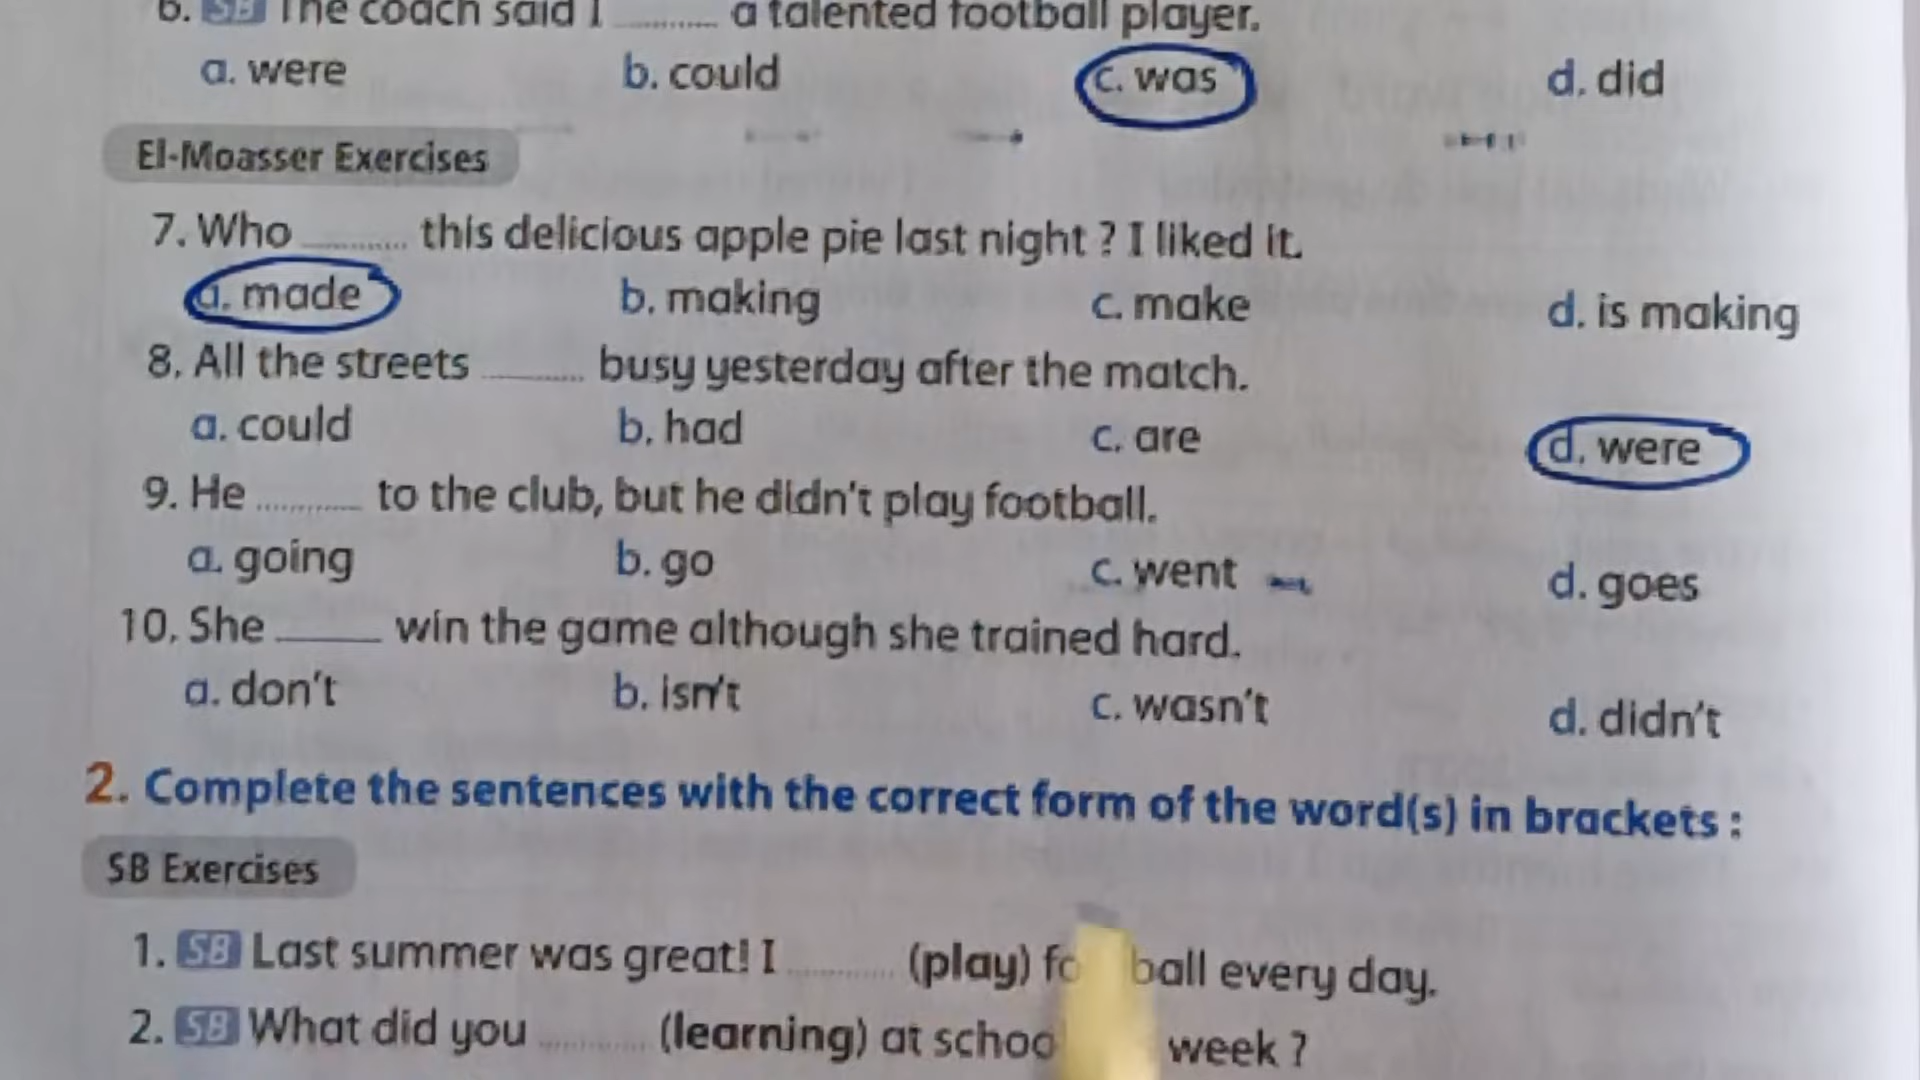 6. SB The coach said I ........... a talented football player.
a. were b. could c. was d. did
El-Moasser Exercises
7. Who ........... this delicious apple pie last night ? I liked it.
a. made b. making c. make d. is making
8. All the streets ........... busy yesterday after the match.
a. could b. had c. are d. were
9. He ........... to the club, but he didn't play football.
a. going b. go c. went d. goes
10. She ______ win the game although she trained hard.
a. don't b. isn't c. wasn't d. didn't
2. Complete the sentences with the correct form of the word(s) in brackets :
SB Exercises
1. SB Last summer was great! I ........... (play) fo ball every day.
2. SB What did you ........... (learning) at schoo week ?